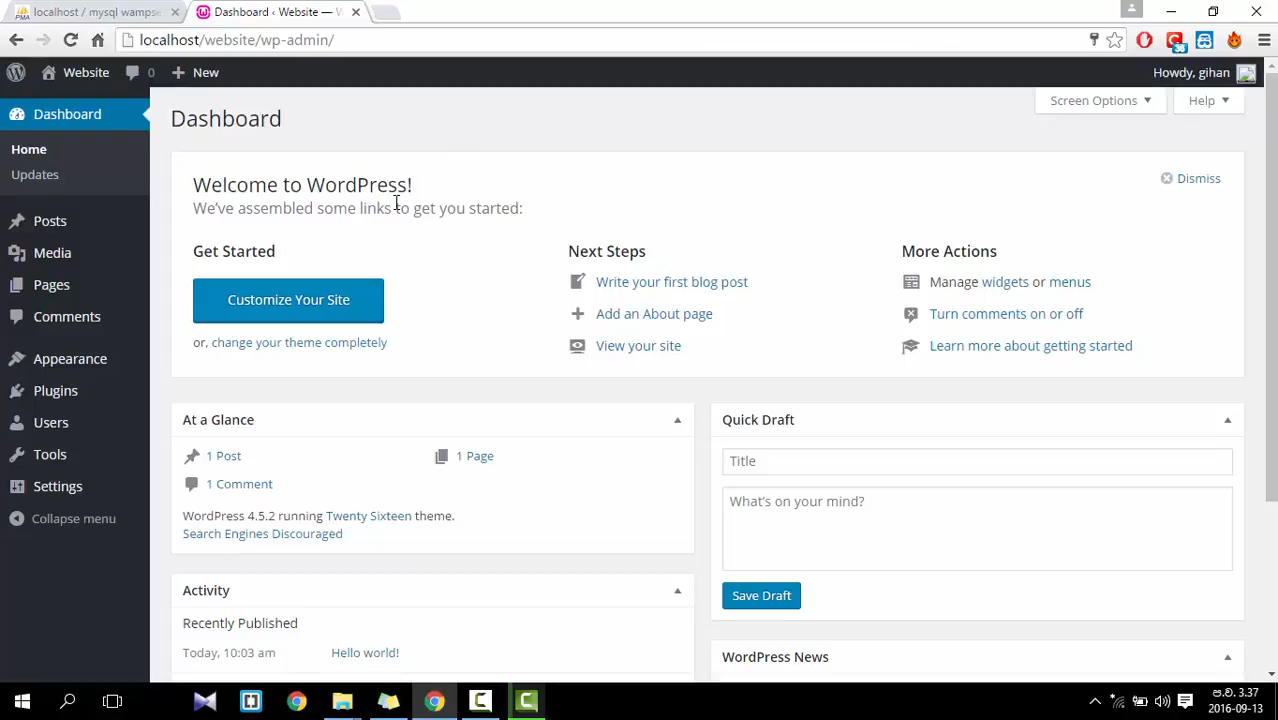 localhost / mysql wampse
Dashboard ‹ Website — W
localhost/website/wp-admin/
Website
0
New
Howdy, gihan
Dashboard
Home
Updates
Posts
Media
Pages
Comments
Appearance
Plugins
Users
Tools
Settings
Collapse menu
Dashboard
Screen Options
Help
Welcome to WordPress!
We've assembled some links to get you started:
Dismiss
Get Started
Customize Your Site
or, change your theme completely
Next Steps
Write your first blog post
Add an About page
View your site
More Actions
Manage widgets or menus
Turn comments on or off
Learn more about getting started
At a Glance
1 Post
1 Page
1 Comment
WordPress 4.5.2 running Twenty Sixteen theme.
Search Engines Discouraged
Activity
Recently Published
Today, 10:03 am
Hello world!
Quick Draft
Title
What's on your mind?
Save Draft
WordPress News
ප.ව. 3.37
2016-09-13